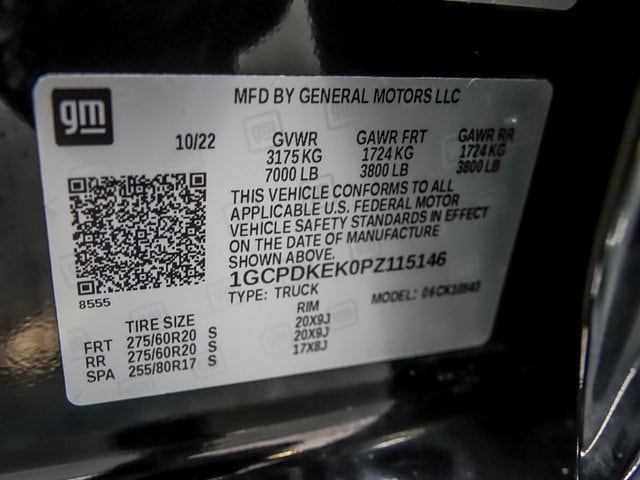 gm
MFD BY GENERAL MOTORS LLC
10/22 GVWR GAWR FRT GAWR RR
3175 KG 1724 KG 1724 KG
7000 LB 3800 LB 3800 LB
THIS VEHICLE CONFORMS TO ALL
APPLICABLE U.S. FEDERAL MOTOR
VEHICLE SAFETY STANDARDS IN EFFECT
ON THE DATE OF MANUFACTURE
SHOWN ABOVE.
1GCPDKEK0PZ115146
8555
TYPE: TRUCK MODEL:
TIRE SIZE RIM
FRT 275/60R20 S 20X9J
RR 275/60R20 S 20X9J
SPA 255/80R17 S 17X8J